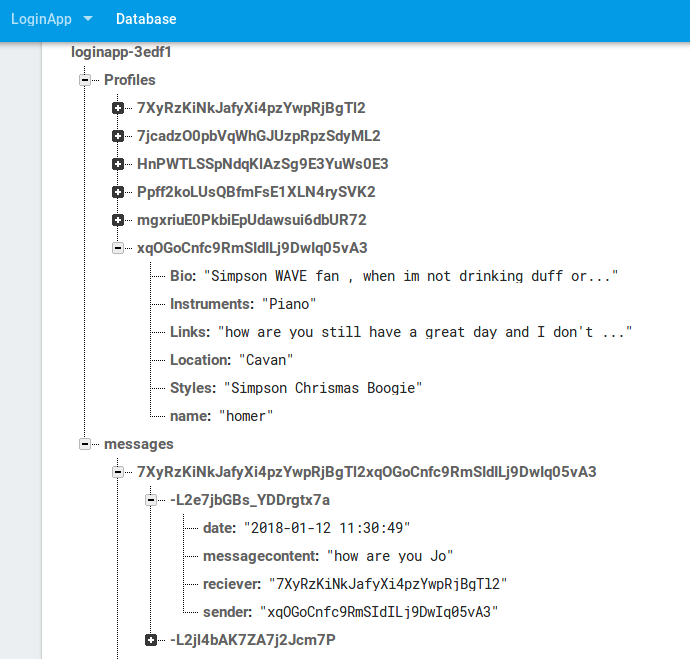 LoginApp Database
loginapp-3edf1
Profiles
7XyRzKiNkJafyXi4pzYwpRjBgTl2
7jcadzO0pbVqWhGJUzpRpzSdyML2
HnPWTLSSpNdqKlAzSg9E3YuWs0E3
Ppff2koLUsQBfmFsE1XLN4rySVK2
mgxriuE0PkbiEpUdawsui6dbUR72
xqOGoCnfc9RmSIdILj9DwIq05vA3
Bio: "Simpson WAVE fan , when im not drinking duff or..."
Instruments: "Piano"
Links: "how are you still have a great day and I don't ..."
Location: "Cavan"
Styles: "Simpson Chrismas Boogie"
name: "homer"
messages
7XyRzKiNkJafyXi4pzYwpRjBgTl2xqOGoCnfc9RmSIdILj9DwIq05vA3
-L2e7jbGBs_YDDrgtx7a
date: "2018-01-12 11:30:49"
messagecontent: "how are you Jo"
reciever: "7XyRzKiNkJafyXi4pzYwpRjBgTl2"
sender: "xqOGoCnfc9RmSIdILj9DwIq05vA3"
-L2jI4bAK7ZA7j2Jcm7P